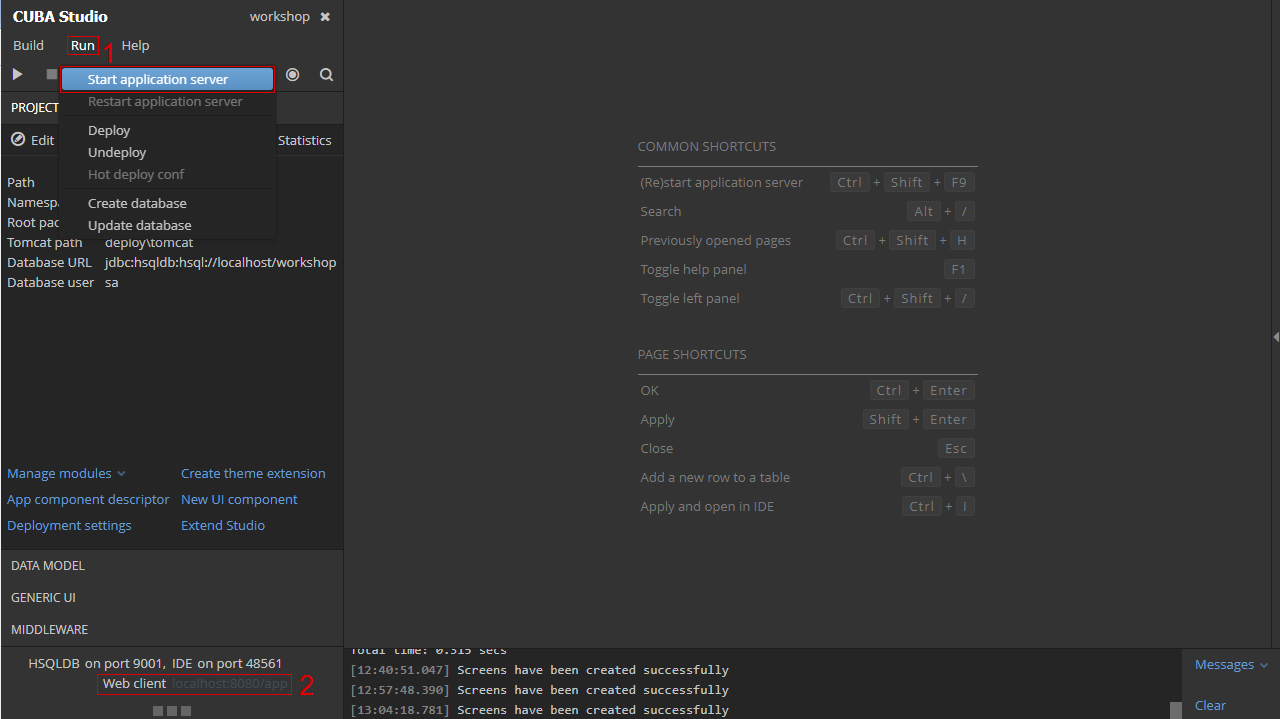 CUBA Studio workshop ×
Build Run Help
1
Start application server
Restart application server
Deploy
Undeploy
Hot deploy conf
Create database
Update database
PROJECT
Edit Statistics
Path
Namespa
Root pac
Tomcat path deploy\tomcat
Database URL jdbc:hsqldb:hsql://localhost/workshop
Database user sa
Manage modules Create theme extension
App component descriptor New UI component
Deployment settings Extend Studio
DATA MODEL
GENERIC UI
MIDDLEWARE
HSQLDB on port 9001, IDE on port 48561
Web client localhost:8080/app 2
COMMON SHORTCUTS
(Re)start application server Ctrl + Shift + F9
Search Alt + /
Previously opened pages Ctrl + Shift + H
Toggle help panel F1
Toggle left panel Ctrl + Shift + /
PAGE SHORTCUTS
OK Ctrl + Enter
Apply Shift + Enter
Close Esc
Add a new row to a table Ctrl + \
Apply and open in IDE Ctrl + I
Total time: 0.315 secs
[12:40:51.047] Screens have been created successfully
[12:57:48.390] Screens have been created successfully
[13:04:18.781] Screens have been created successfully
Messages
Clear